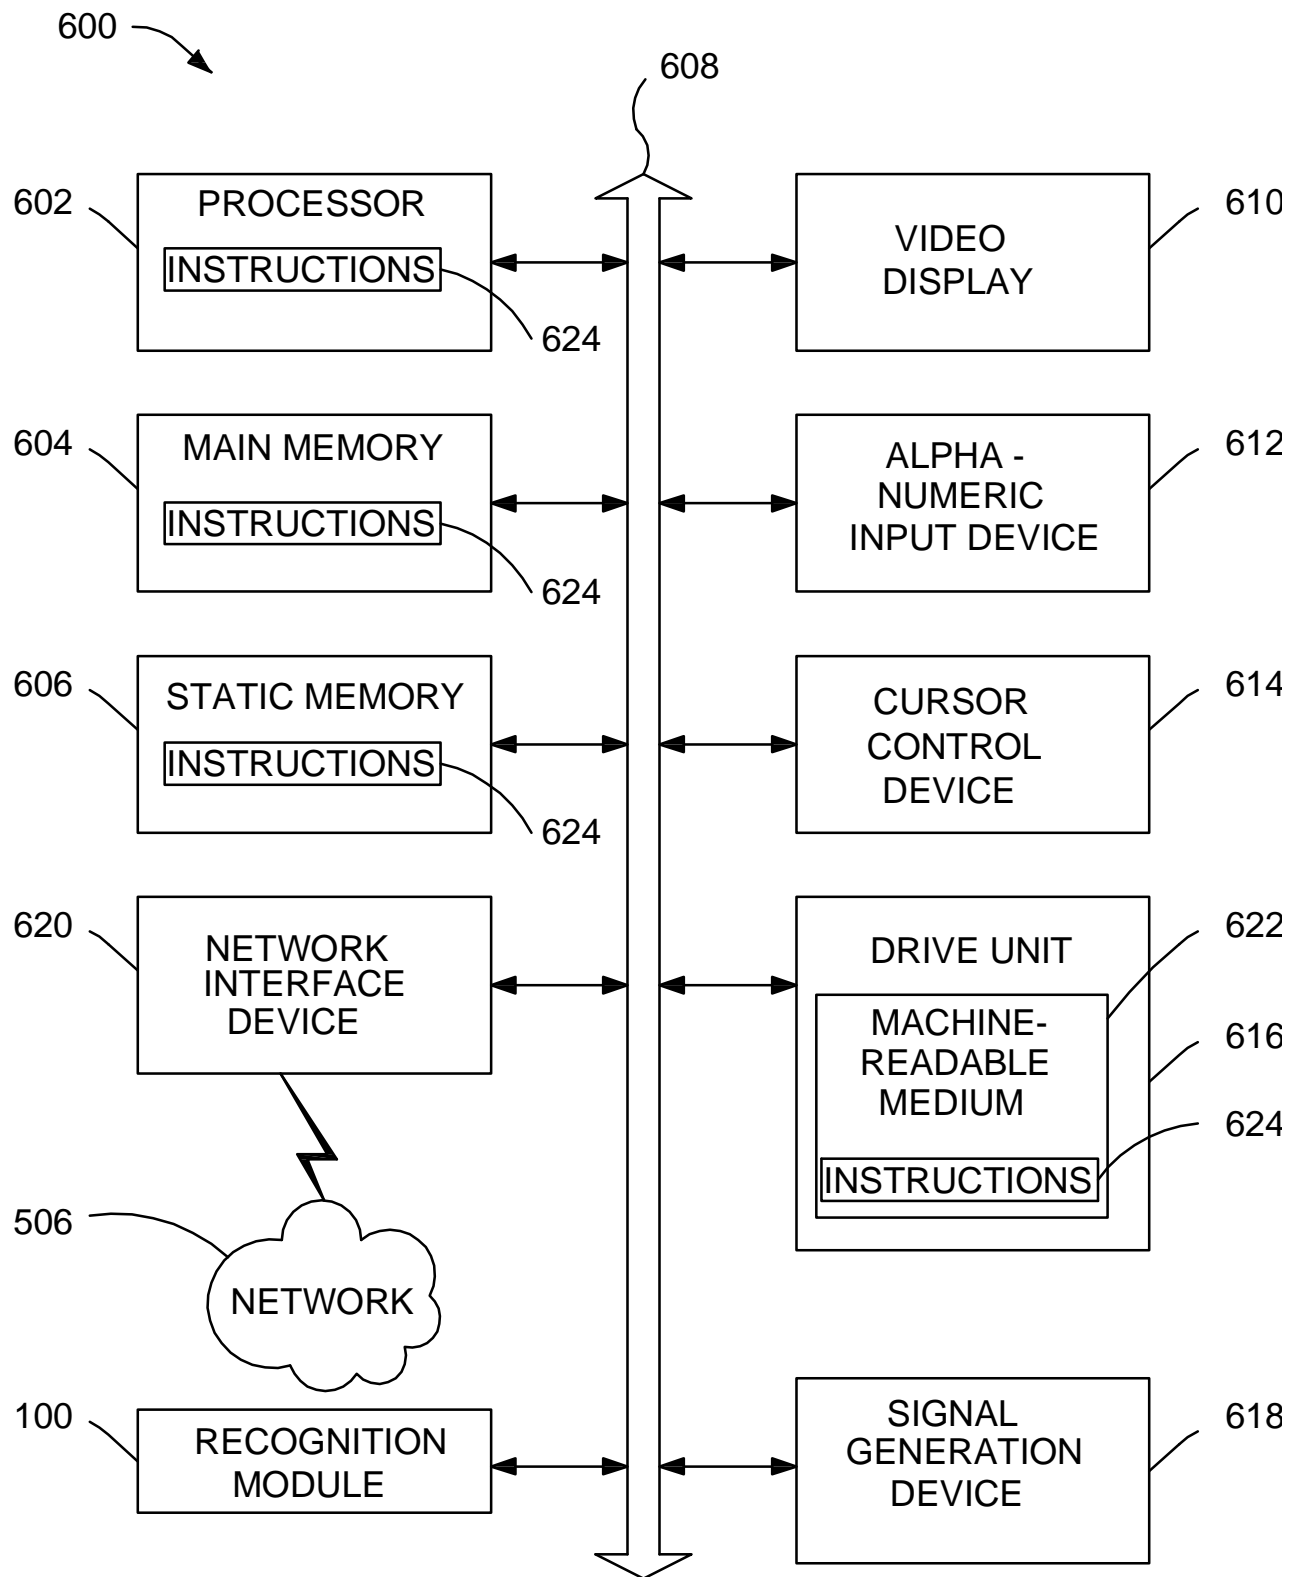 600
608
602
PROCESSOR
INSTRUCTIONS
624
VIDEO
DISPLAY
610
604
MAIN MEMORY
INSTRUCTIONS
624
ALPHA -
NUMERIC
INPUT DEVICE
612
606
STATIC MEMORY
INSTRUCTIONS
624
CURSOR
CONTROL
DEVICE
614
620
NETWORK
INTERFACE
DEVICE
DRIVE UNIT
622
MACHINE-
READABLE
MEDIUM
616
INSTRUCTIONS
624
506
NETWORK
100
RECOGNITION
MODULE
SIGNAL
GENERATION
DEVICE
618